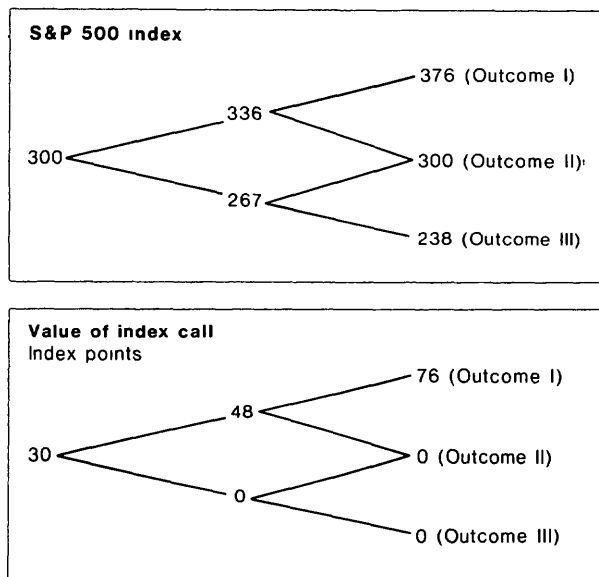 S&P 500 index
376 (Outcome I)
336
300
300 (Outcome II)
267
238 (Outcome III)
Value of index call
Index points
76 (Outcome I)
48
30
0 (Outcome II)
0
0 (Outcome III)